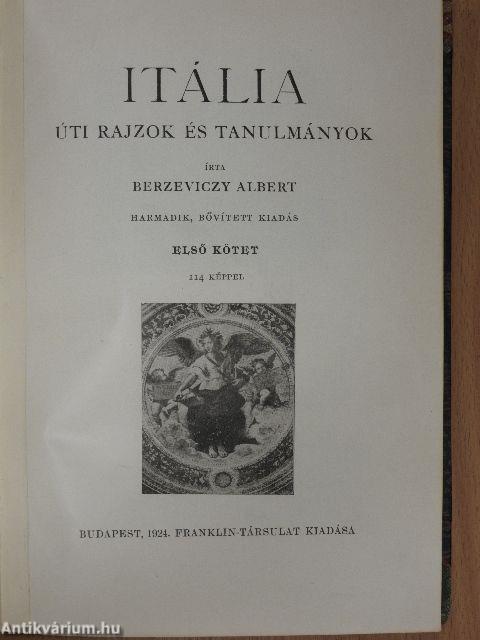 ITÁLIA
ÚTI RAJZOK ÉS TANULMÁNYOK
ÍRTA
BERZEVICZY ALBERT
HARMADIK, BŐVÍTETT KIADÁS
ELSŐ KÖTET
114 KÉPPEL
BUDAPEST, 1924. FRANKLIN-TÁRSULAT KIADÁSA
Antikvárium.hu